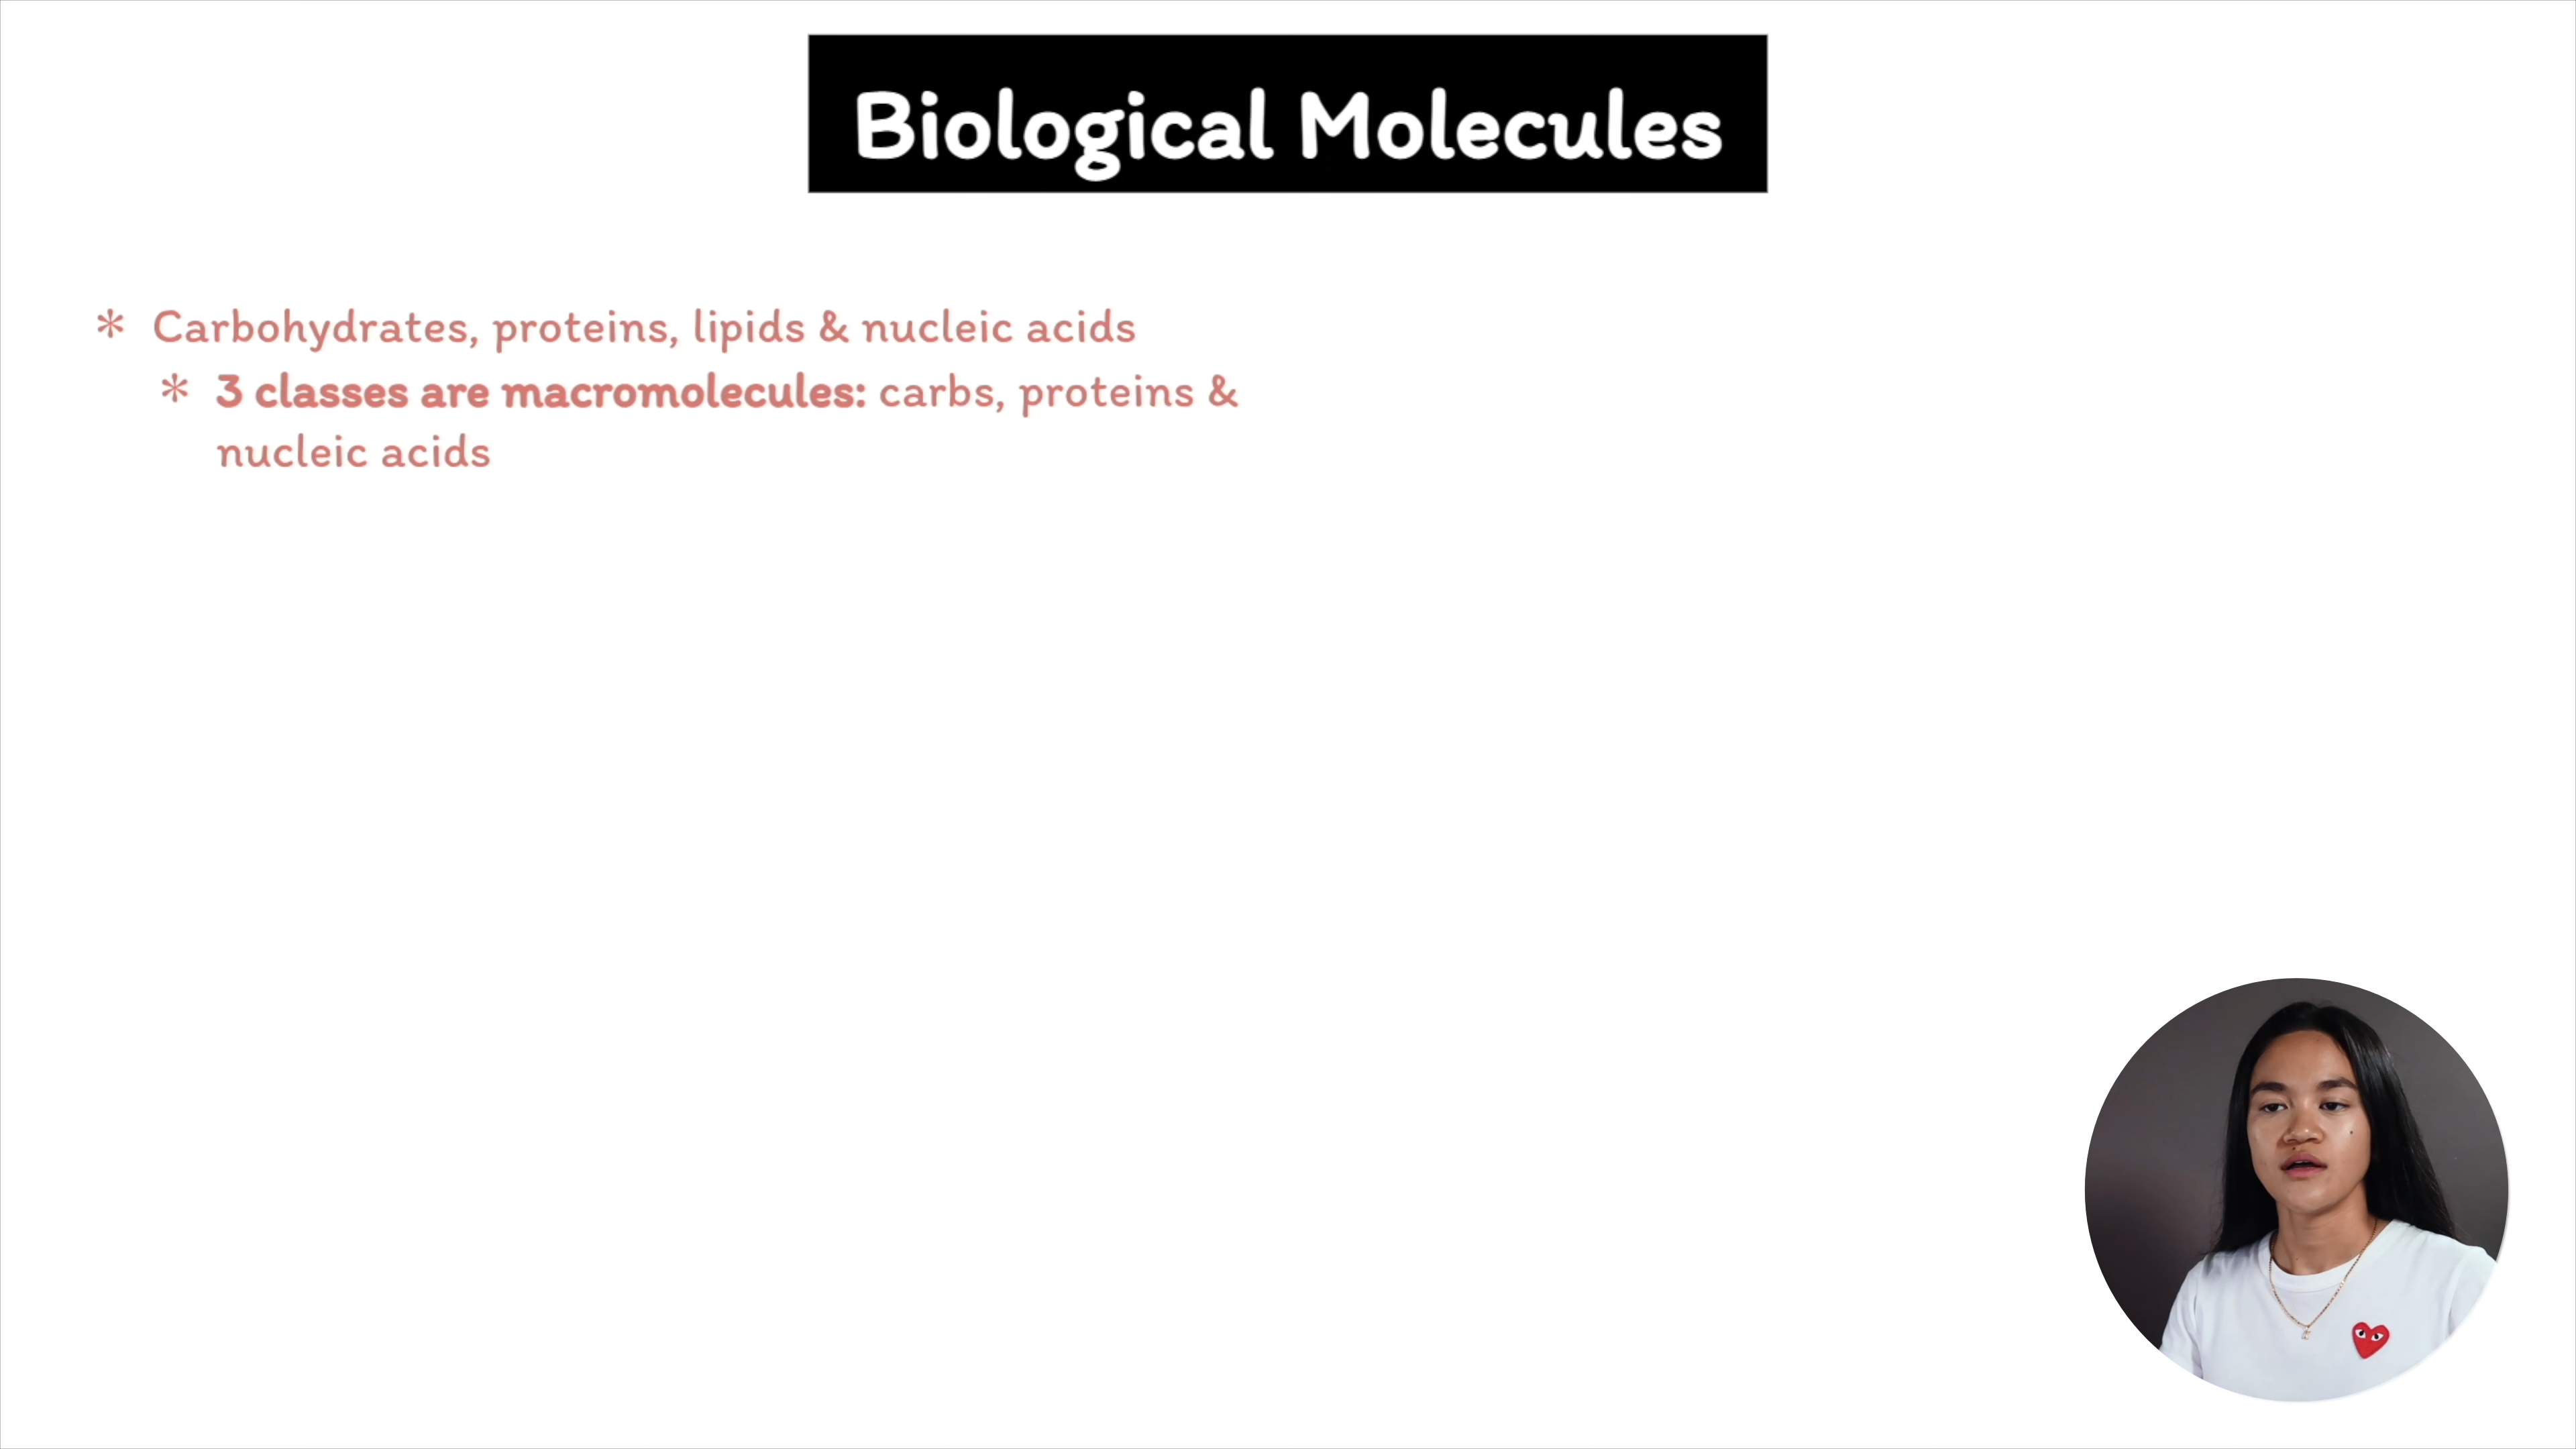 Biological Molecules
* Carbohydrates, proteins, lipids & nucleic acids
* 3 classes are macromolecules: carbs, proteins &
nucleic acids